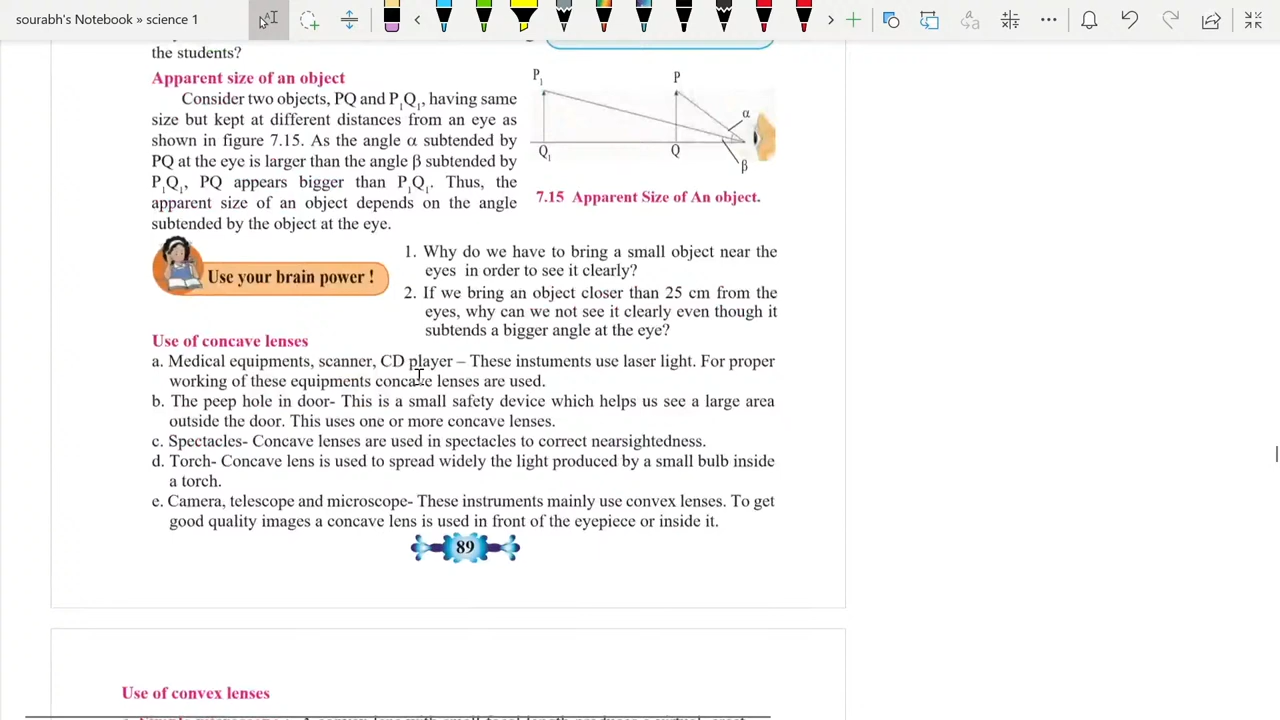 sourabh's Notebook » science 1
the students?
Apparent size of an object
Consider two objects, PQ and P₁Q₁, having same
size but kept at different distances from an eye as
shown in figure 7.15. As the angle α subtended by
PQ at the eye is larger than the angle β subtended by
P₁Q₁, PQ appears bigger than P₁Q₁. Thus, the
apparent size of an object depends on the angle
subtended by the object at the eye.
P₁ P
α
Q₁ Q
β
7.15 Apparent Size of An object.
Use your brain power !
1. Why do we have to bring a small object near the
eyes in order to see it clearly?
2. If we bring an object closer than 25 cm from the
eyes, why can we not see it clearly even though it
subtends a bigger angle at the eye?
Use of concave lenses
a. Medical equipments, scanner, CD player – These instuments use laser light. For proper
working of these equipments concave lenses are used.
b. The peep hole in door- This is a small safety device which helps us see a large area
outside the door. This uses one or more concave lenses.
c. Spectacles- Concave lenses are used in spectacles to correct nearsightedness.
d. Torch- Concave lens is used to spread widely the light produced by a small bulb inside
a torch.
e. Camera, telescope and microscope- These instruments mainly use convex lenses. To get
good quality images a concave lens is used in front of the eyepiece or inside it.
89
Use of convex lenses